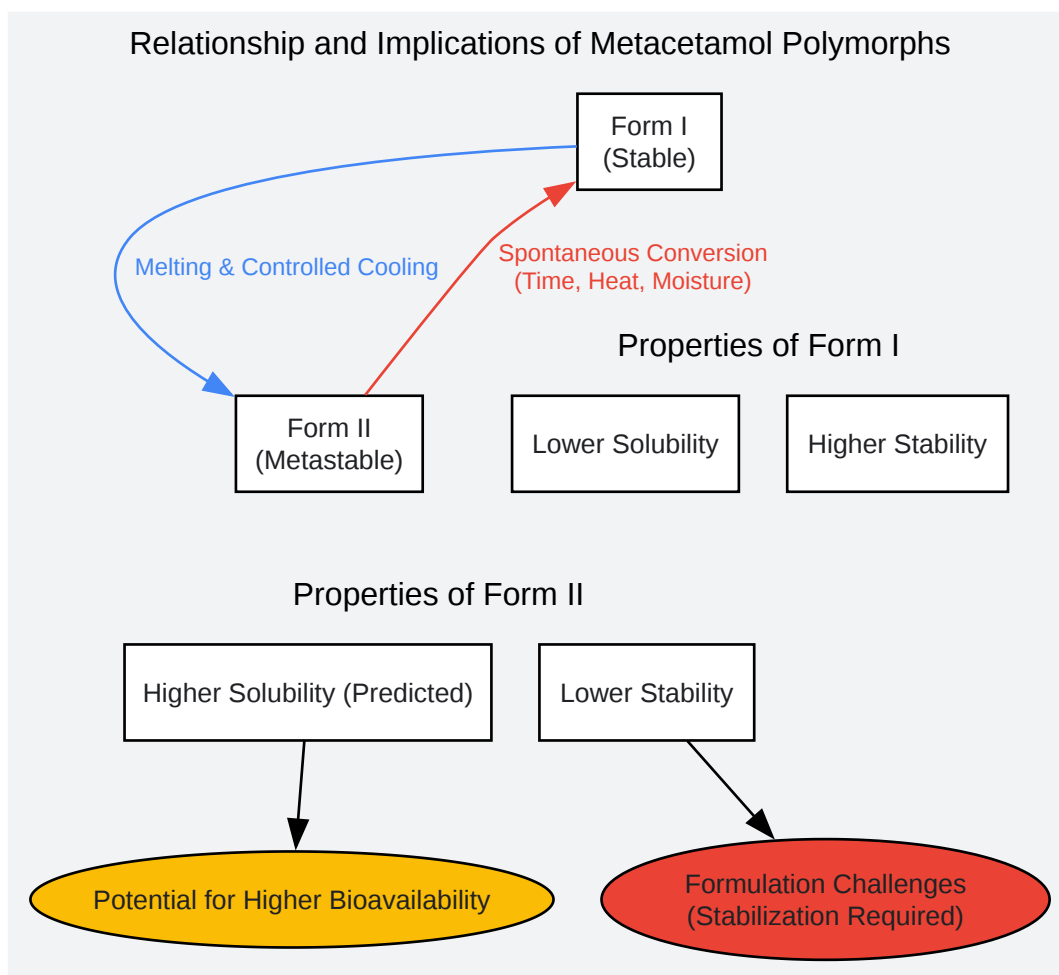 Relationship and Implications of Metacetamol Polymorphs
Form I
(Stable)
Melting & Controlled Cooling
Spontaneous Conversion
(Time, Heat, Moisture)
Properties of Form I
Form II
(Metastable)
Lower Solubility
Higher Stability
Properties of Form II
Higher Solubility (Predicted)
Lower Stability
Potential for Higher Bioavailability
Formulation Challenges
(Stabilization Required)